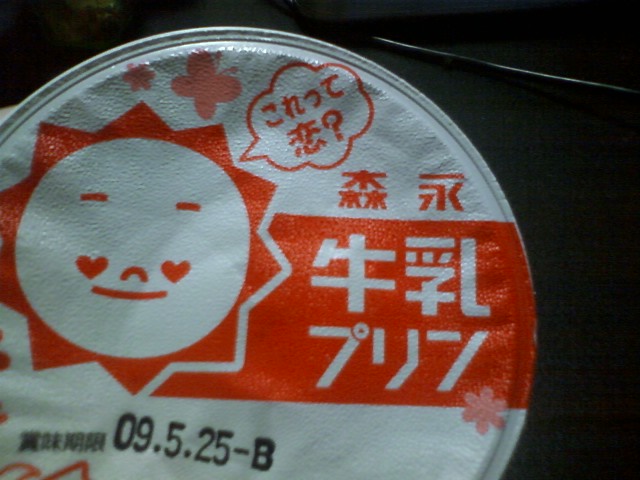 これって
恋?
森永
牛乳
プリン
賞味期限 09.5.25-B